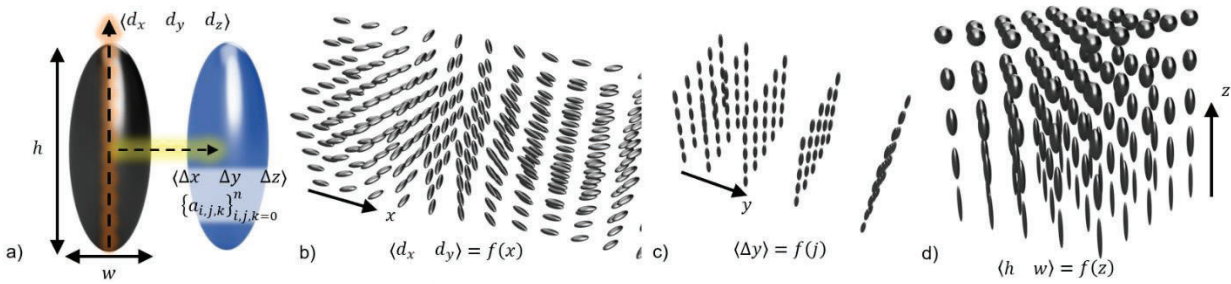 ⟨d_x d_y d_z⟩
h
⟨Δx Δy Δz⟩
{a_{i,j,k}}^n_{i,j,k=0}
a)
w
x
b)
⟨d_x d_y⟩ = f(x)
y
c)
⟨Δy⟩ = f(j)
z
d)
⟨h w⟩ = f(z)